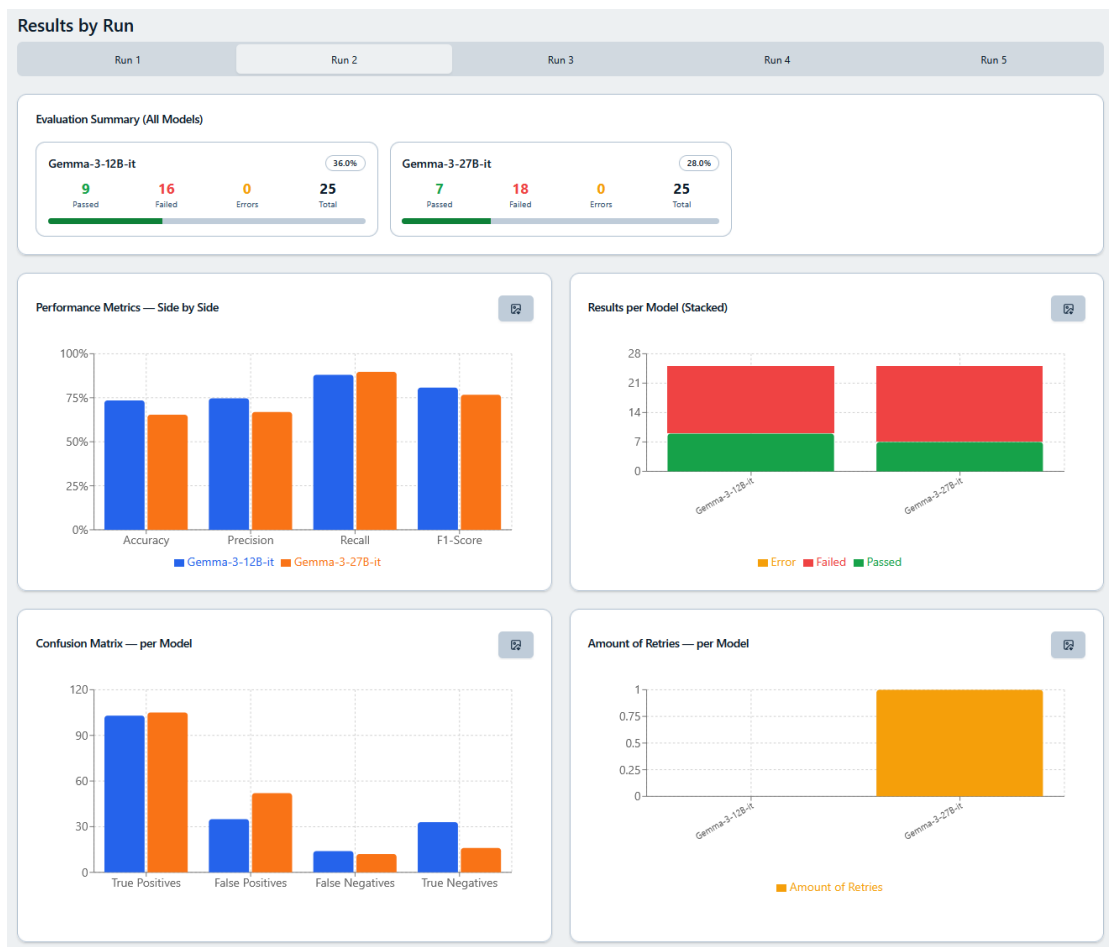 Results by Run
Run 1 Run 2 Run 3 Run 4 Run 5
Evaluation Summary (All Models)
Gemma-3-12B-it 36.0%
9 16 0 25
Passed Failed Errors Total
Gemma-3-27B-it 28.0%
7 18 0 25
Passed Failed Errors Total
Performance Metrics — Side by Side
100%
75%
50%
25%
0%
Accuracy Precision Recall F1-Score
Gemma-3-12B-it Gemma-3-27B-it
Results per Model (Stacked)
28
21
14
7
0
Gemma-3-12B-it Gemma-3-27B-it
Error Failed Passed
Confusion Matrix — per Model
120
90
60
30
0
True Positives False Positives False Negatives True Negatives
Amount of Retries — per Model
1
0.75
0.5
0.25
0
Gemma-3-12B-it Gemma-3-27B-it
Amount of Retries